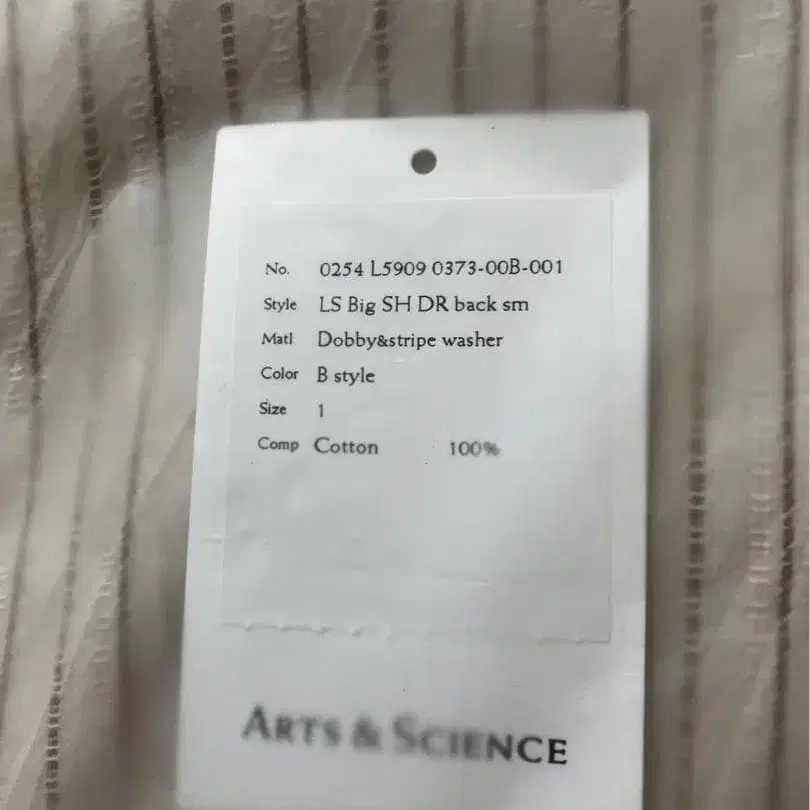 No. 0254 L5909 0373-00B-001
Style LS Big SH DR back sm
Matl Dobby&stripe washer
Color B style
Size 1
Comp Cotton 100%
ARTS & SCIENCE